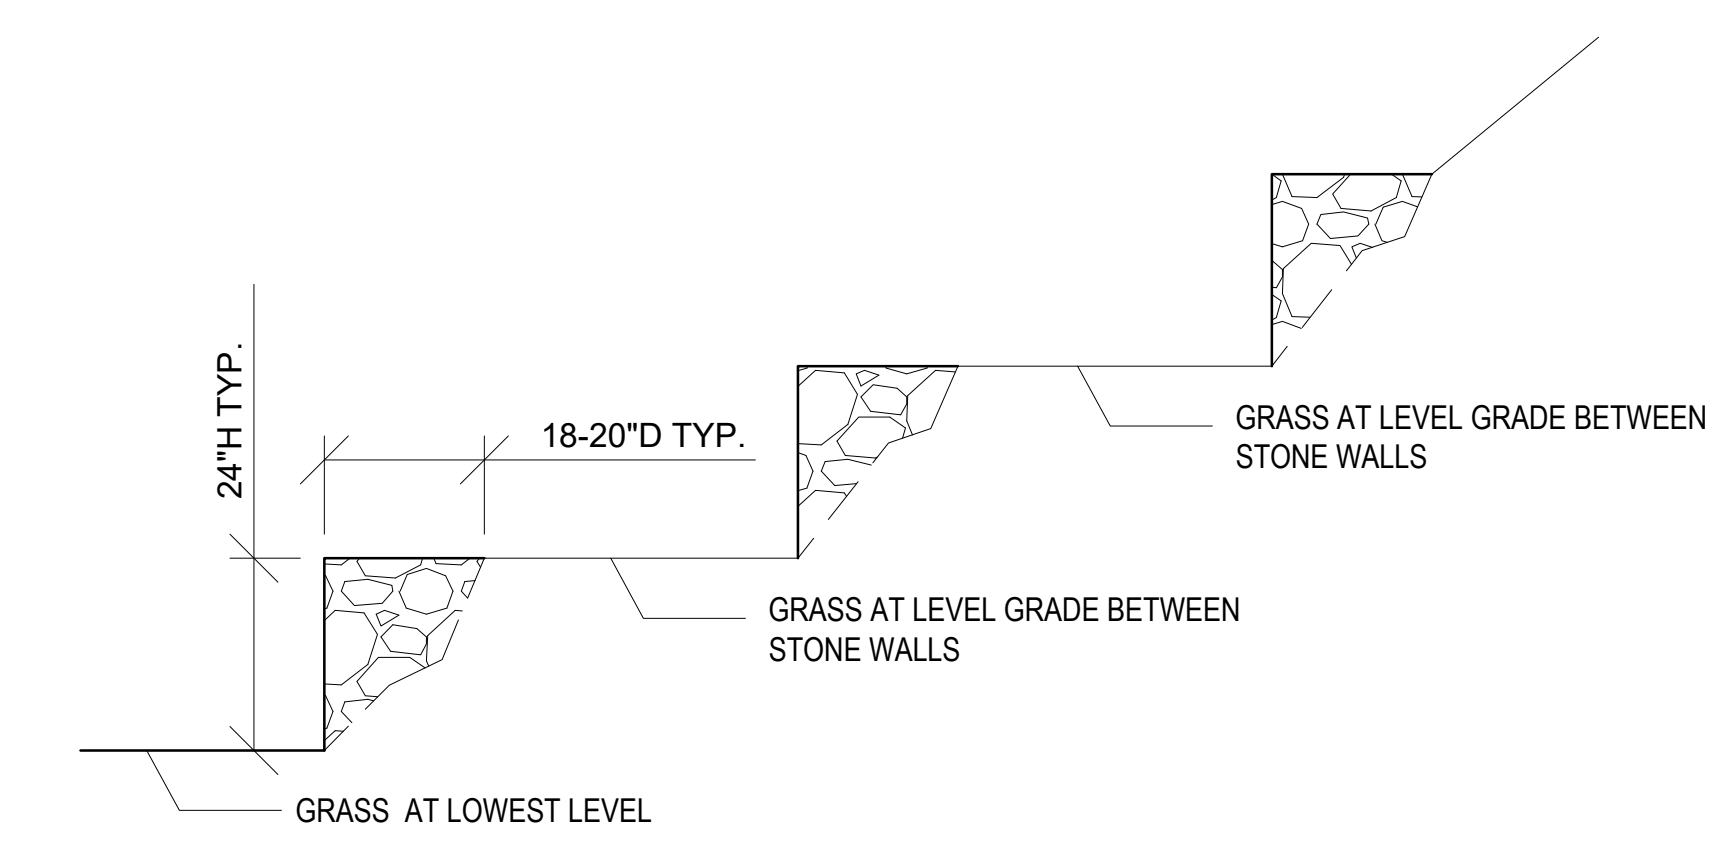 24"H TYP.
18-20"D TYP.
GRASS AT LEVEL GRADE BETWEEN
STONE WALLS
GRASS AT LEVEL GRADE BETWEEN
STONE WALLS
GRASS AT LOWEST LEVEL